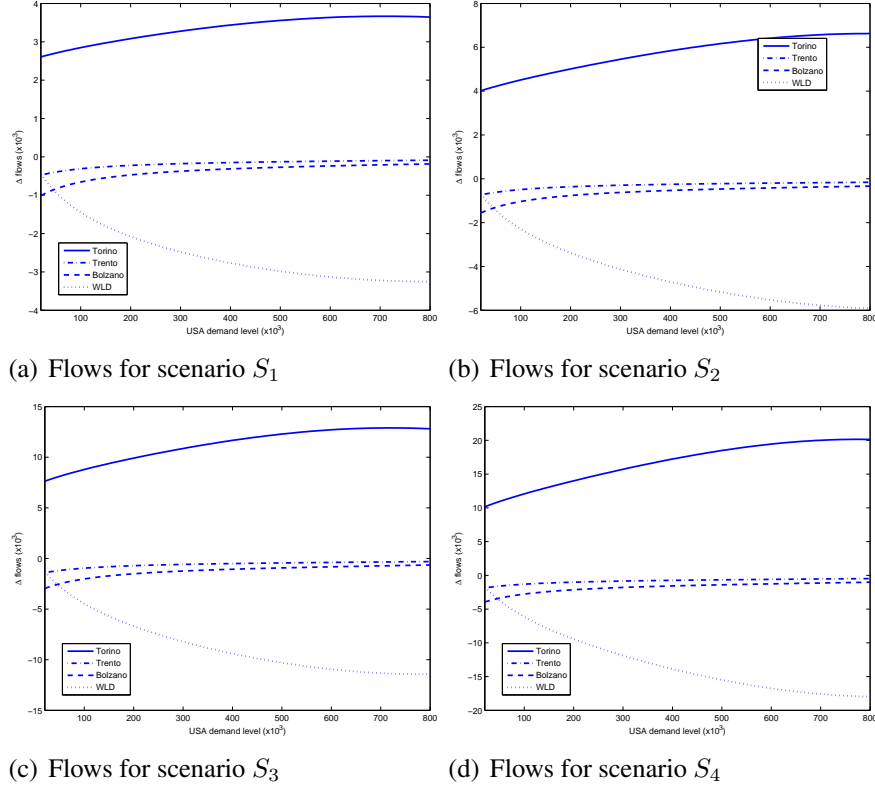 4
3
2
1
0
−1
−2
−3
−4
Δ flows (x10³)
100 200 300 400 500 600 700 800
USA demand level (x10³)
Torino
Trento
Bolzano
WLD
(a) Flows for scenario S₁
8
6
4
2
0
−2
−4
−6
Δ flows (x10³)
100 200 300 400 500 600 700 800
USA demand level (x10³)
Torino
Trento
Bolzano
WLD
(b) Flows for scenario S₂
15
10
5
0
−5
−10
−15
Δ flows (x10³)
100 200 300 400 500 600 700 800
USA demand level (x10³)
Torino
Trento
Bolzano
WLD
(c) Flows for scenario S₃
25
20
15
10
5
0
−5
−10
−15
−20
Δ flows (x10³)
100 200 300 400 500 600 700 800
USA demand level (x10³)
Torino
Trento
Bolzano
WLD
(d) Flows for scenario S₄